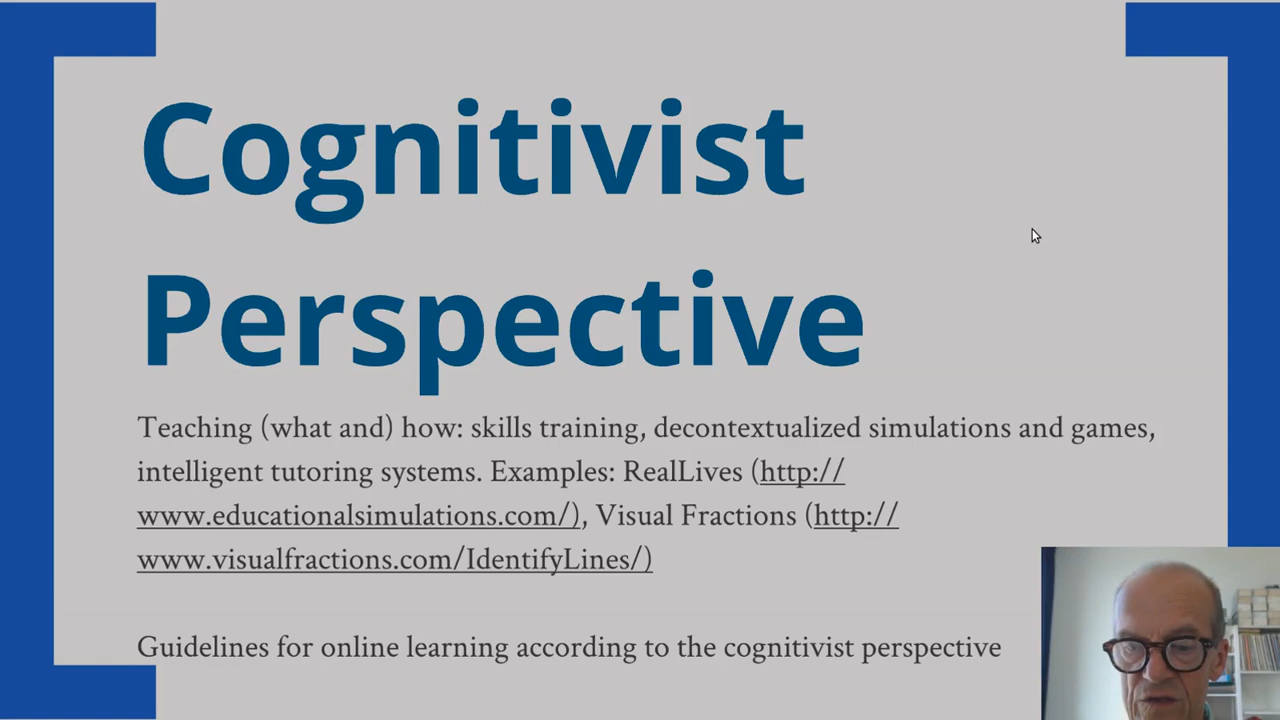 Cognitivist
Perspective
Teaching (what and) how: skills training, decontextualized simulations and games,
intelligent tutoring systems. Examples: RealLives (http://
www.educationalsimulations.com/), Visual Fractions (http://
www.visualfractions.com/IdentifyLines/)
Guidelines for online learning according to the cognitivist perspective